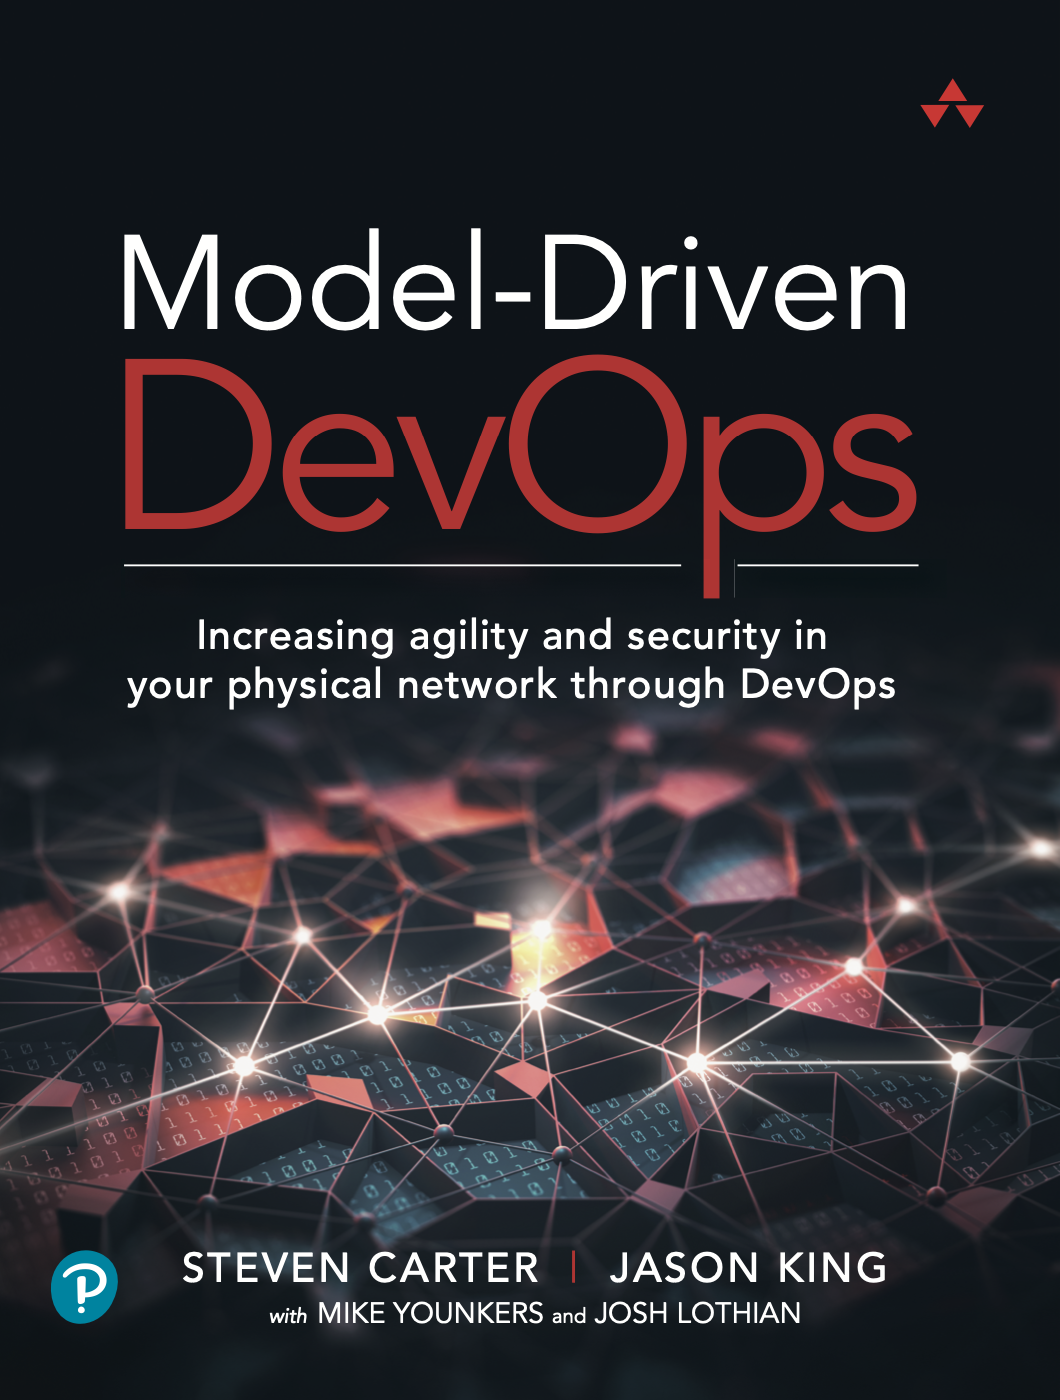 Model-Driven
DevOps
Increasing agility and security in
your physical network through DevOps
STEVEN CARTER | JASON KING
with MIKE YOUNKERS and JOSH LOTHIAN